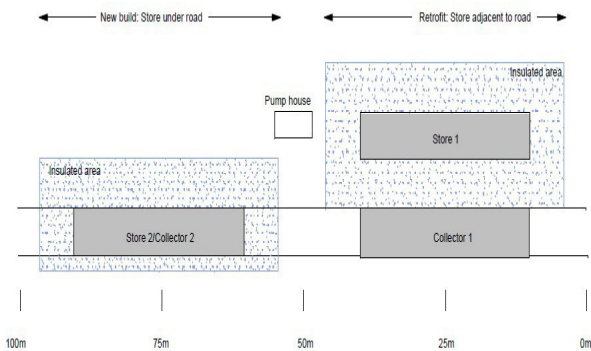 New build: Store under road
Retrofit: Store adjacent to road
Insulated area
Pump house
Store 1
Insulated area
Store 2/Collector 2
Collector 1
100m
75m
50m
25m
0m